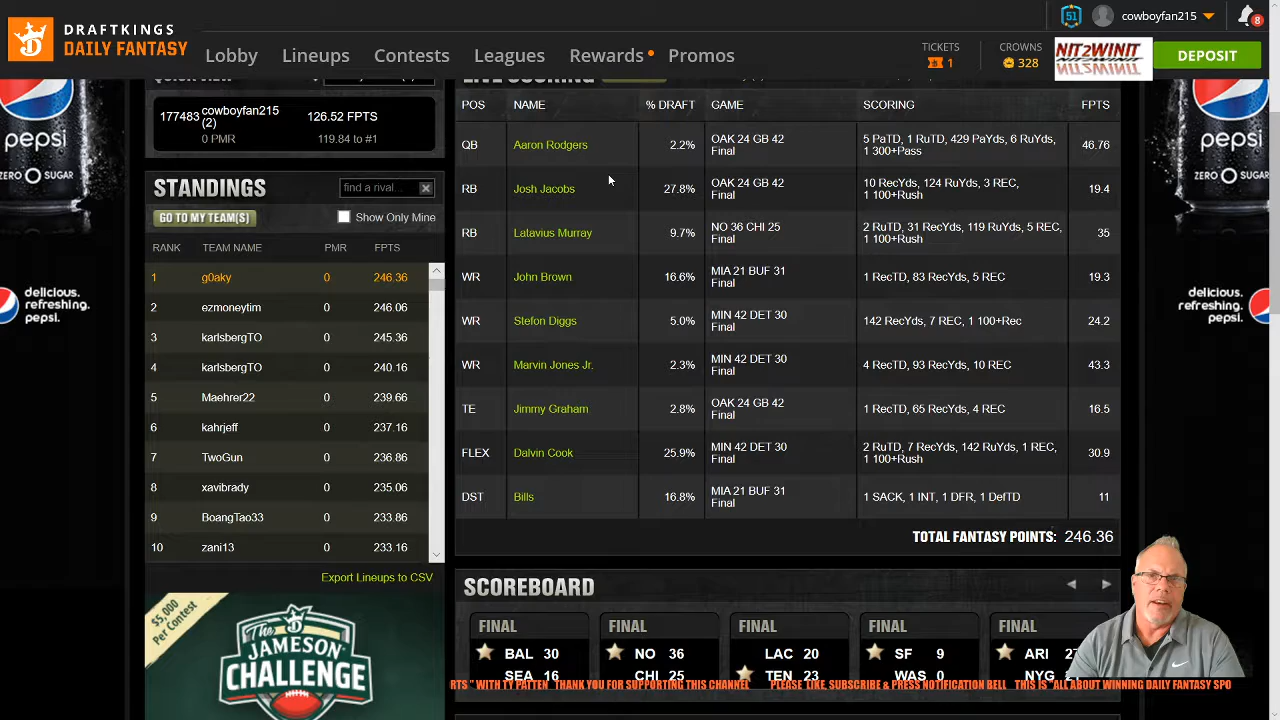 DRAFTKINGS
DAILY FANTASY
Lobby Lineups Contests Leagues Rewards Promos
51 cowboyfan215 8
TICKETS
1
CROWNS
328
NIT2WINIT
DEPOSIT
pepsi
ZERO SUGAR
delicious.
refreshing.
pepsi.
177483 cowboyfan215 (2) 126.52 FPTS
0 PMR 119.84 to #1
STANDINGS find a rival...
GO TO MY TEAM(S) Show Only Mine
RANK TEAM NAME PMR FPTS
1 g0aky 0 246.36
2 ezmoneytim 0 246.06
3 karlsbergTO 0 245.36
4 karlsbergTO 0 240.16
5 Maehrer22 0 239.66
6 kahrjeff 0 237.16
7 TwoGun 0 236.86
8 xavibrady 0 235.06
9 BoangTao33 0 233.86
10 zani13 0 233.16
Export Lineups to CSV
$5,000
Per Contest
The
JAMESON
CHALLENGE
LIVE SCORING
POS NAME % DRAFT GAME SCORING FPTS
QB Aaron Rodgers 2.2% OAK 24 GB 42 Final 5 PaTD, 1 RuTD, 429 PaYds, 6 RuYds, 1 300+Pass 46.76
RB Josh Jacobs 27.8% OAK 24 GB 42 Final 10 RecYds, 124 RuYds, 3 REC, 1 100+Rush 19.4
RB Latavius Murray 9.7% NO 36 CHI 25 Final 2 RuTD, 31 RecYds, 119 RuYds, 5 REC, 1 100+Rush 35
WR John Brown 16.6% MIA 21 BUF 31 Final 1 RecTD, 83 RecYds, 5 REC 19.3
WR Stefon Diggs 5.0% MIN 42 DET 30 Final 142 RecYds, 7 REC, 1 100+Rec 24.2
WR Marvin Jones Jr. 2.3% MIN 42 DET 30 Final 4 RecTD, 93 RecYds, 10 REC 43.3
TE Jimmy Graham 2.8% OAK 24 GB 42 Final 1 RecTD, 65 RecYds, 4 REC 16.5
FLEX Dalvin Cook 25.9% MIN 42 DET 30 Final 2 RuTD, 7 RecYds, 142 RuYds, 1 REC, 1 100+Rush 30.9
DST Bills 16.8% MIA 21 BUF 31 Final 1 SACK, 1 INT, 1 DFR, 1 DefTD 11
TOTAL FANTASY POINTS: 246.36
SCOREBOARD
FINAL FINAL FINAL FINAL FINAL
BAL 30 NO 36 LAC 20 SF 9 ARI 27
SEA 16 CHI 25 TEN 23 WAS 0 NYG
RTS " WITH TY PATTEN THANK YOU FOR SUPPORTING THIS CHANNEL PLEASE LIKE, SUBSCRIBE & PRESS NOTIFICATION BELL THIS IS "ALL ABOUT WINNING DAILY FANTASY SPO
pepsi
ZERO SUGAR
delicious.
refreshing.
pepsi.